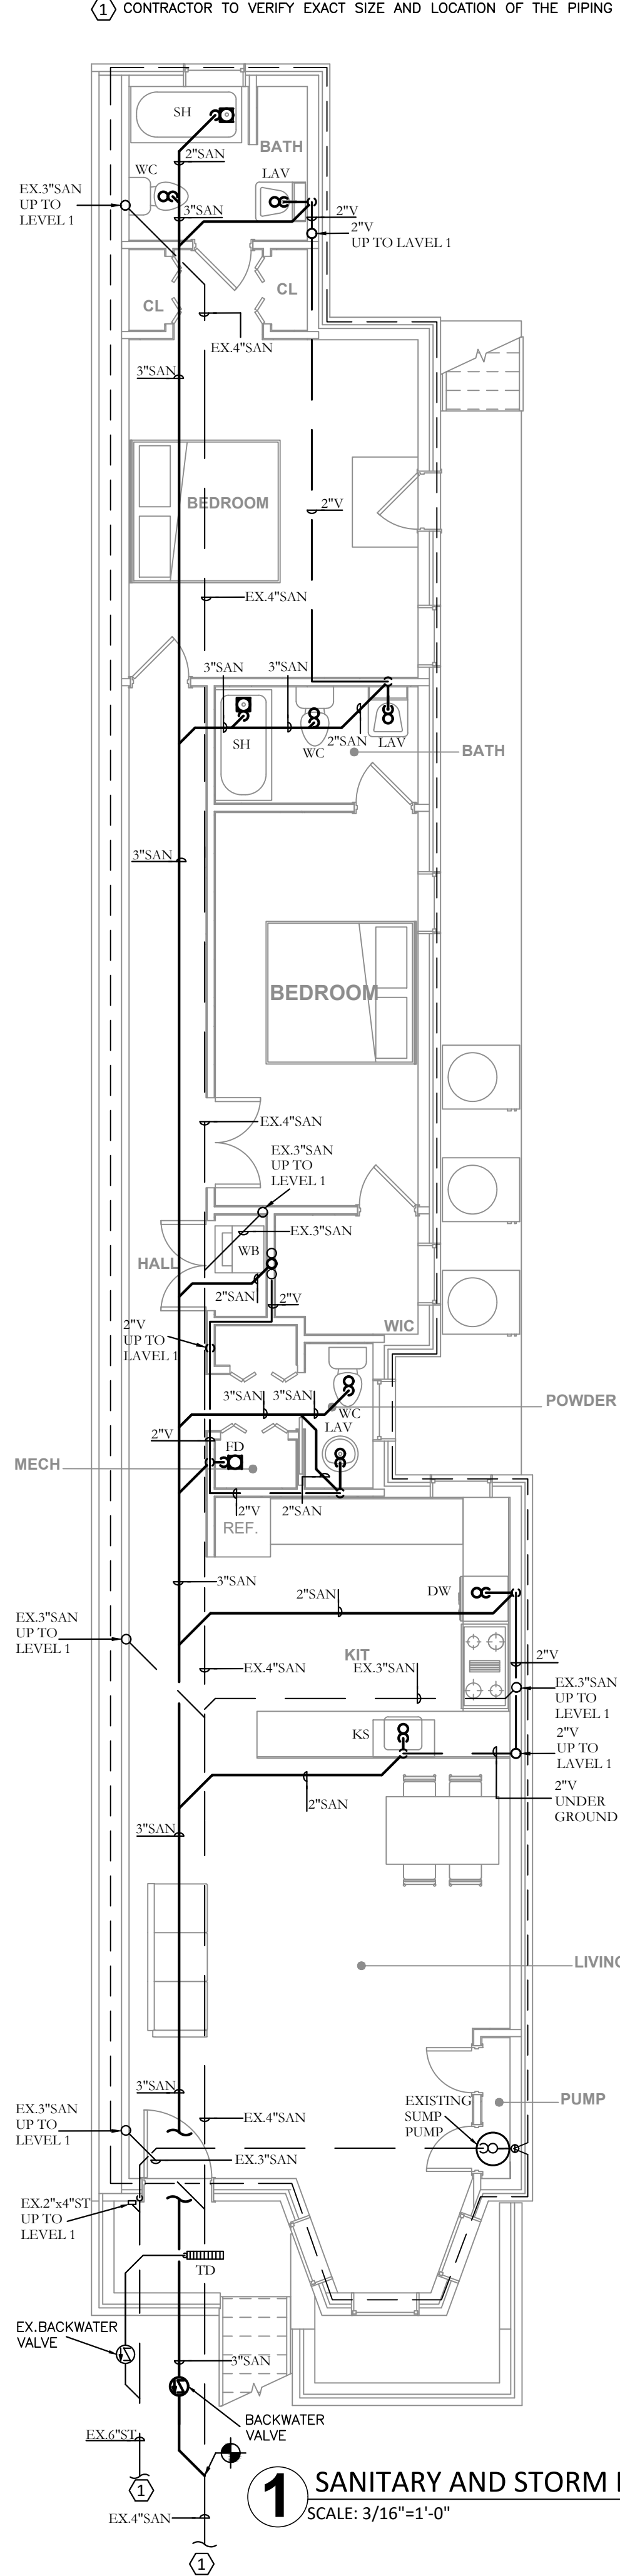 1 CONTRACTOR TO VERIFY EXACT SIZE AND LOCATION OF THE PIPING
SH
BATH
2"SAN
WC
LAV
EX.3"SAN
UP TO
LEVEL 1
3"SAN
2"V
2"V
UP TO LAVEL 1
CL
CL
EX.4"SAN
3"SAN
BEDROOM
2"V
EX.4"SAN
3"SAN
3"SAN
SH
WC
2"SAN
LAV
BATH
3"SAN
BEDROOM
EX.4"SAN
EX.3"SAN
UP TO
LEVEL 1
EX.3"SAN
WB
HALL
2"SAN
2"V
2"V
UP TO
LAVEL 1
WIC
3"SAN
3"SAN
WC
POWDER
LAV
2"V
FD
MECH
2"V
2"SAN
REF.
3"SAN
2"SAN
DW
EX.3"SAN
UP TO
LEVEL 1
KIT
2"V
EX.4"SAN
EX.3"SAN
EX.3"SAN
UP TO
LEVEL 1
KS
2"V
UP TO
LAVEL 1
2"SAN
2"V
UNDER
GROUND
3"SAN
LIVING
3"SAN
EXISTING
SUMP
PUMP
PUMP
EX.3"SAN
UP TO
LEVEL 1
EX.4"SAN
EX.3"SAN
EX.2"x4"ST
UP TO
LEVEL 1
TD
EX.BACKWATER
VALVE
3"SAN
BACKWATER
VALVE
EX.6"ST
1
1 SANITARY AND STORM
SCALE: 3/16"=1'-0"
EX.4"SAN
1